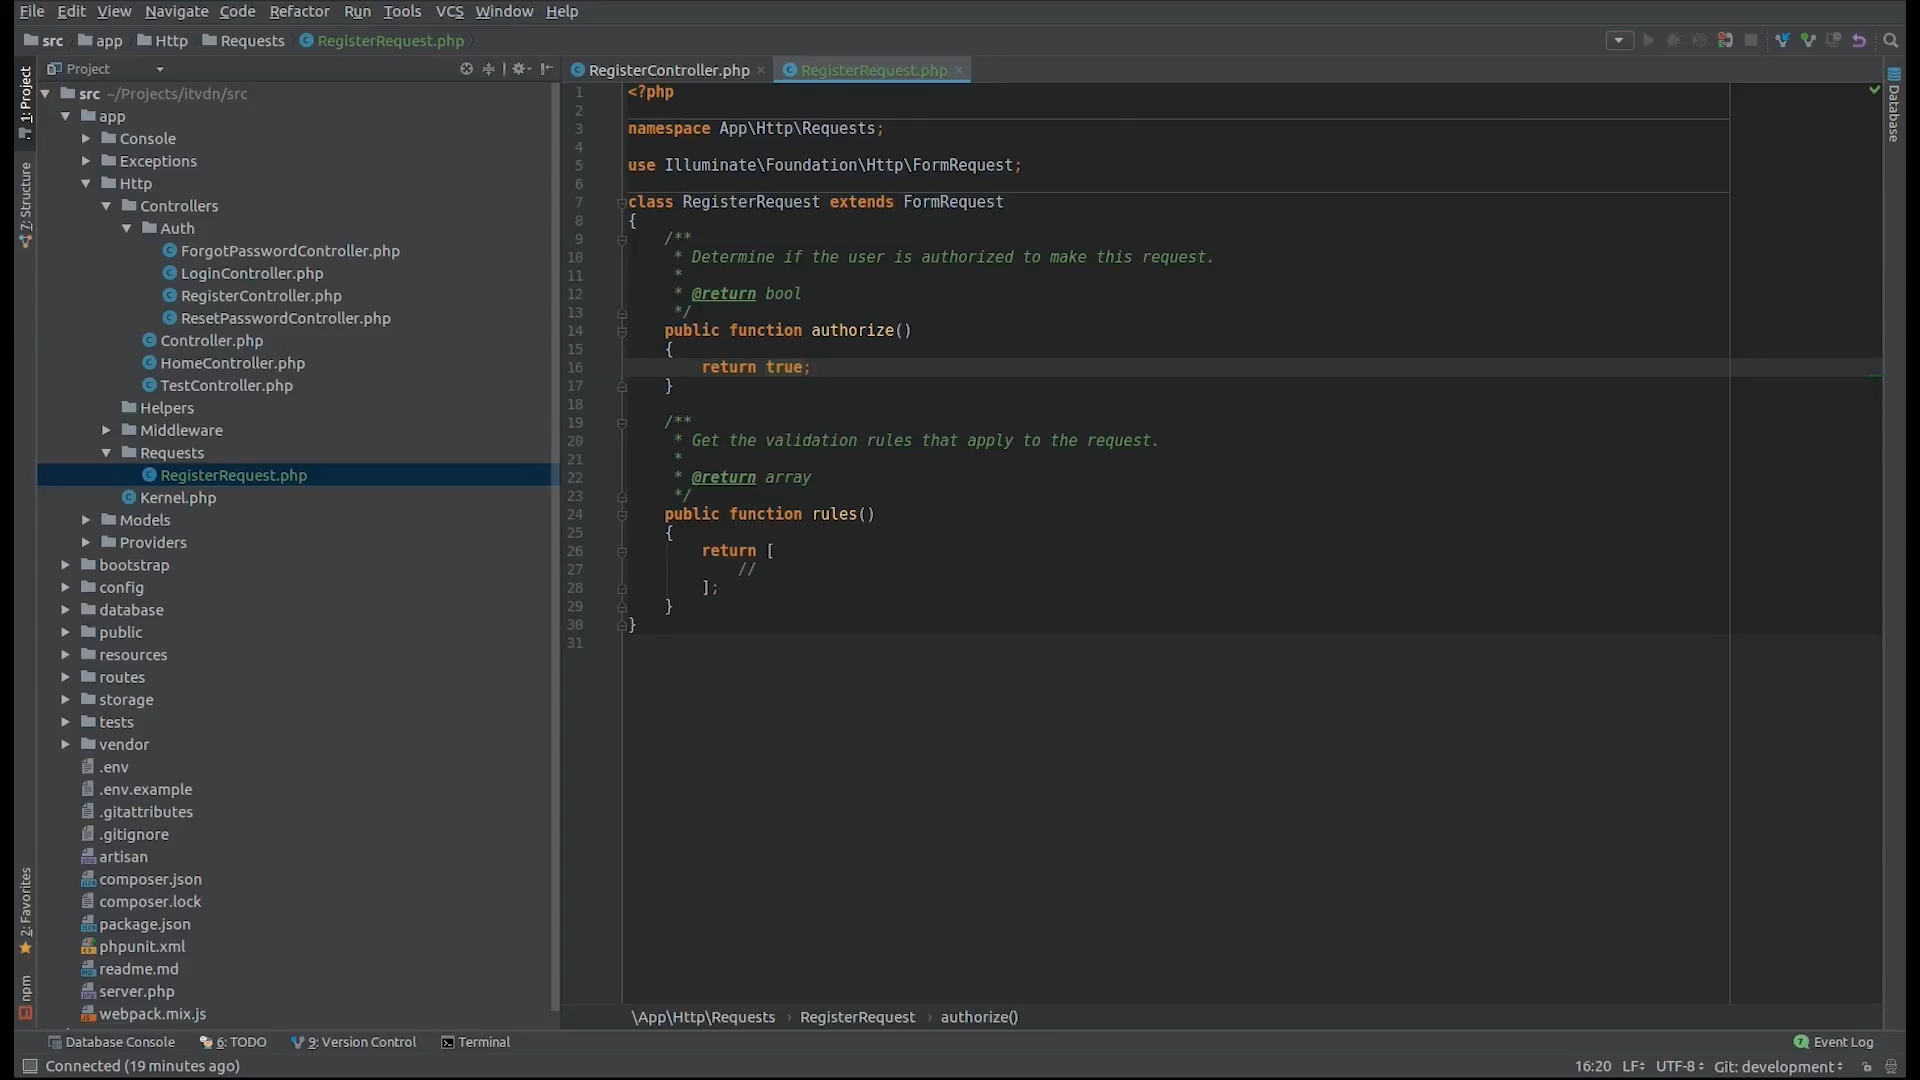 File Edit View Navigate Code Refactor Run Tools VCS Window Help
src app Http Requests RegisterRequest.php
Project
RegisterController.php RegisterRequest.php
1: Project
7: Structure
2: Favorites
npm
Database
src ~/Projects/itvdn/src
app
Console
Exceptions
Http
Controllers
Auth
ForgotPasswordController.php
LoginController.php
RegisterController.php
ResetPasswordController.php
Controller.php
HomeController.php
TestController.php
Helpers
Middleware
Requests
RegisterRequest.php
Kernel.php
Models
Providers
bootstrap
config
database
public
resources
routes
storage
tests
vendor
.env
.env.example
.gitattributes
.gitignore
artisan
composer.json
composer.lock
package.json
phpunit.xml
readme.md
server.php
webpack.mix.js
1 <?php
2
3 namespace App\Http\Requests;
4
5 use Illuminate\Foundation\Http\FormRequest;
6
7 class RegisterRequest extends FormRequest
8 {
9 /**
10 * Determine if the user is authorized to make this request.
11 *
12 * @return bool
13 */
14 public function authorize()
15 {
16 return true;
17 }
18
19 /**
20 * Get the validation rules that apply to the request.
21 *
22 * @return array
23 */
24 public function rules()
25 {
26 return [
27 //
28 ];
29 }
30 }
31
\App\Http\Requests › RegisterRequest › authorize()
Database Console 6: TODO 9: Version Control Terminal 7 Event Log
Connected (19 minutes ago) 16:20 LF UTF-8 Git: development